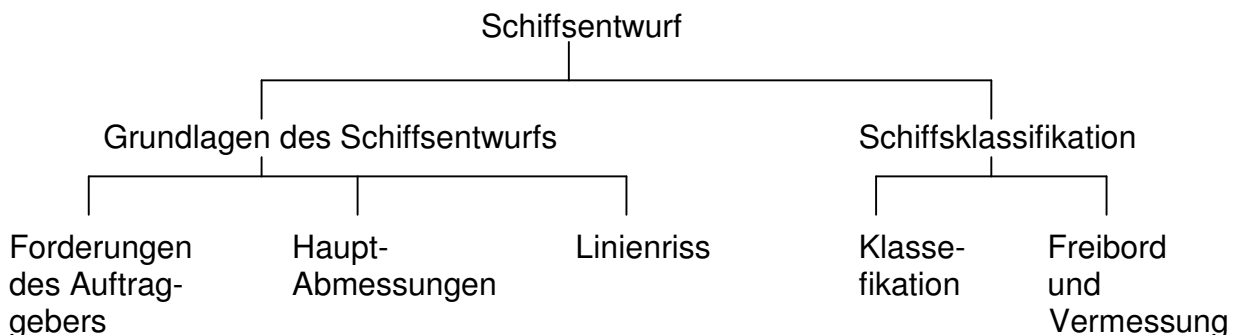 Schiffsentwurf
Grundlagen des Schiffsentwurfs
Schiffsklassifikation
Forderungen
des Auftrag-
gebers
Haupt-
Abmessungen
Linienriss
Klasse-
fikation
Freibord
und
Vermessung